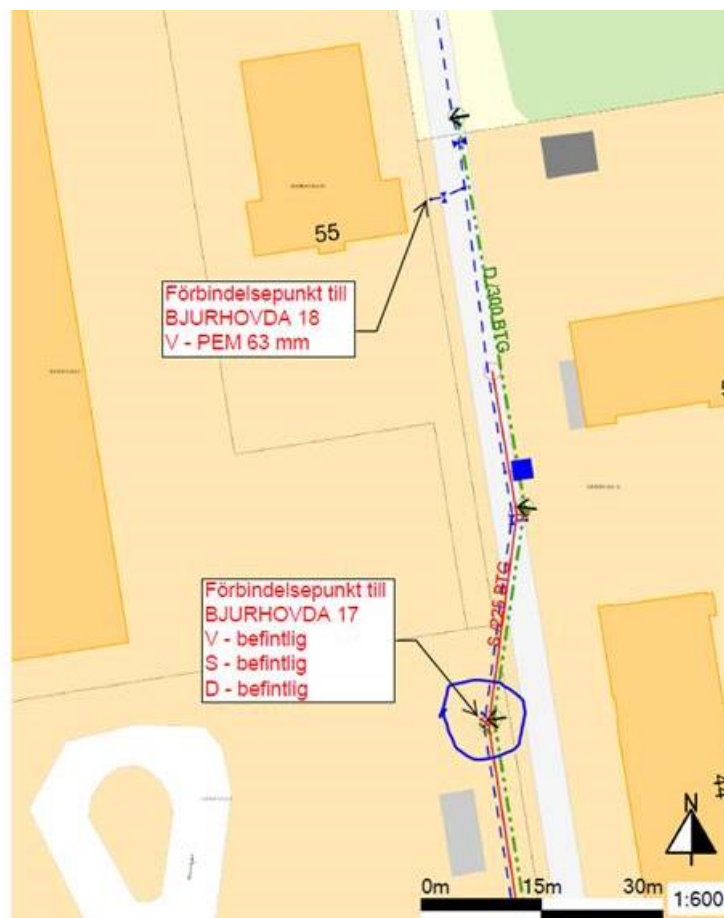 55
Förbindelsepunkt till
BJURHOVDA 18
V - PEM 63 mm
D /300 BTG
Förbindelsepunkt till
BJURHOVDA 17
V - befintlig
S - befintlig
D - befintlig
S /225 BTG
44
N
0m 15m 30m
1:600